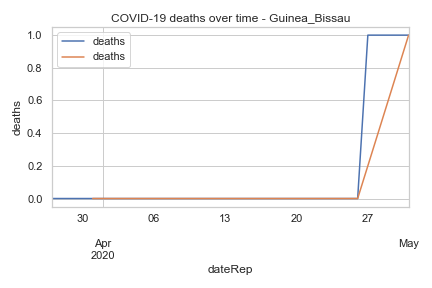 COVID-19 deaths over time - Guinea_Bissau
deaths
deaths
1.0
0.8
0.6
0.4
0.2
0.0
deaths
30 06 13 20 27
Apr May
2020
dateRep